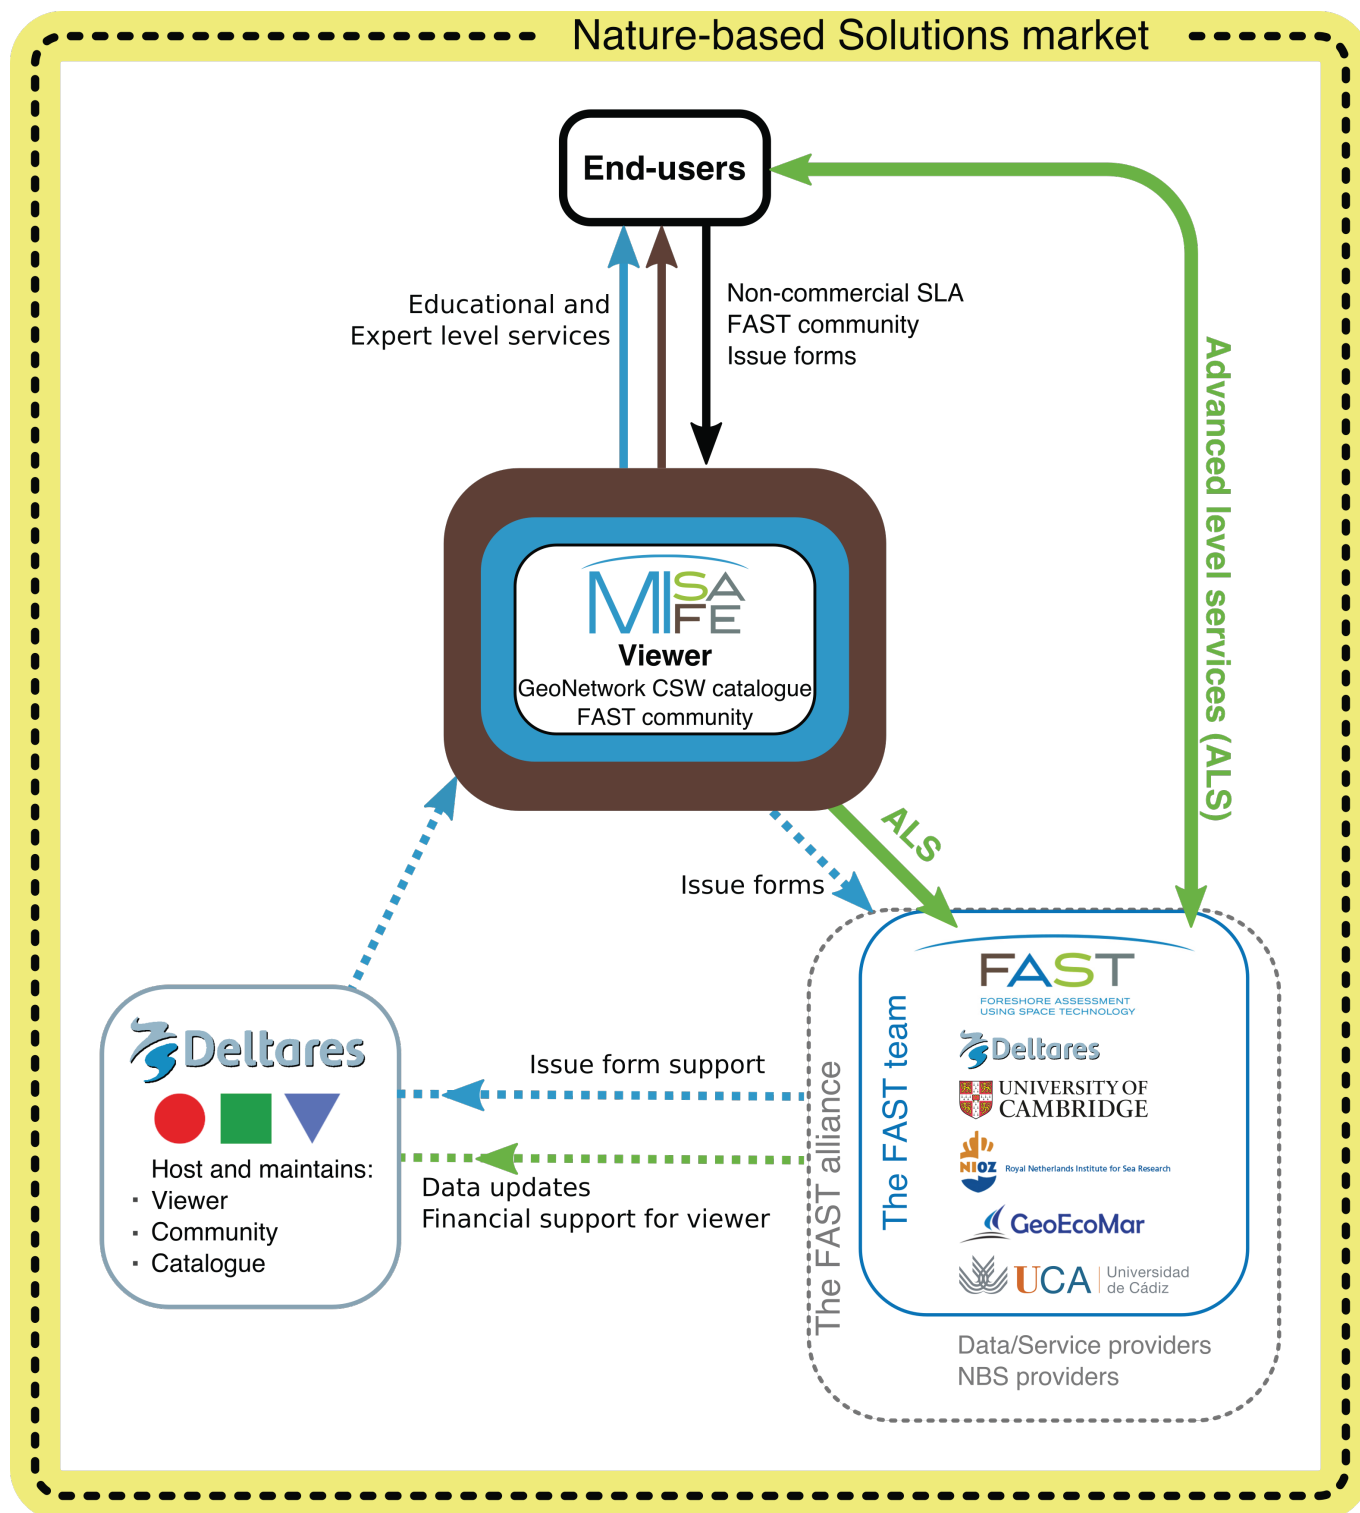 Nature-based Solutions market
End-users
Educational and
Expert level services
Non-commercial SLA
FAST community
Issue forms
Advanced level services (ALS)
MI SA
FE
Viewer
GeoNetwork CSW catalogue
FAST community
ALS
Issue forms
Deltares
Host and maintains:
· Viewer
· Community
· Catalogue
Issue form support
Data updates
Financial support for viewer
The FAST alliance
The FAST team
FAST
FORESHORE ASSESSMENT
USING SPACE TECHNOLOGY
Deltares
UNIVERSITY OF
CAMBRIDGE
NIOZ
Royal Netherlands Institute for Sea Research
GeoEcoMar
UCA
Universidad
de Cádiz
Data/Service providers
NBS providers